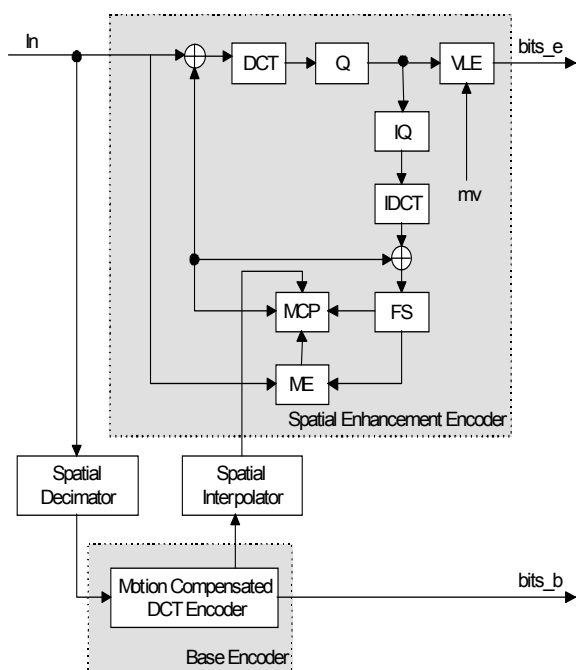 In
bits_e
DCT
Q
VLE
IQ
mv
IDCT
MCP
FS
ME
Spatial Enhancement Encoder
Spatial
Decimator
Spatial
Interpolator
Motion Compensated
DCT Encoder
bits_b
Base Encoder